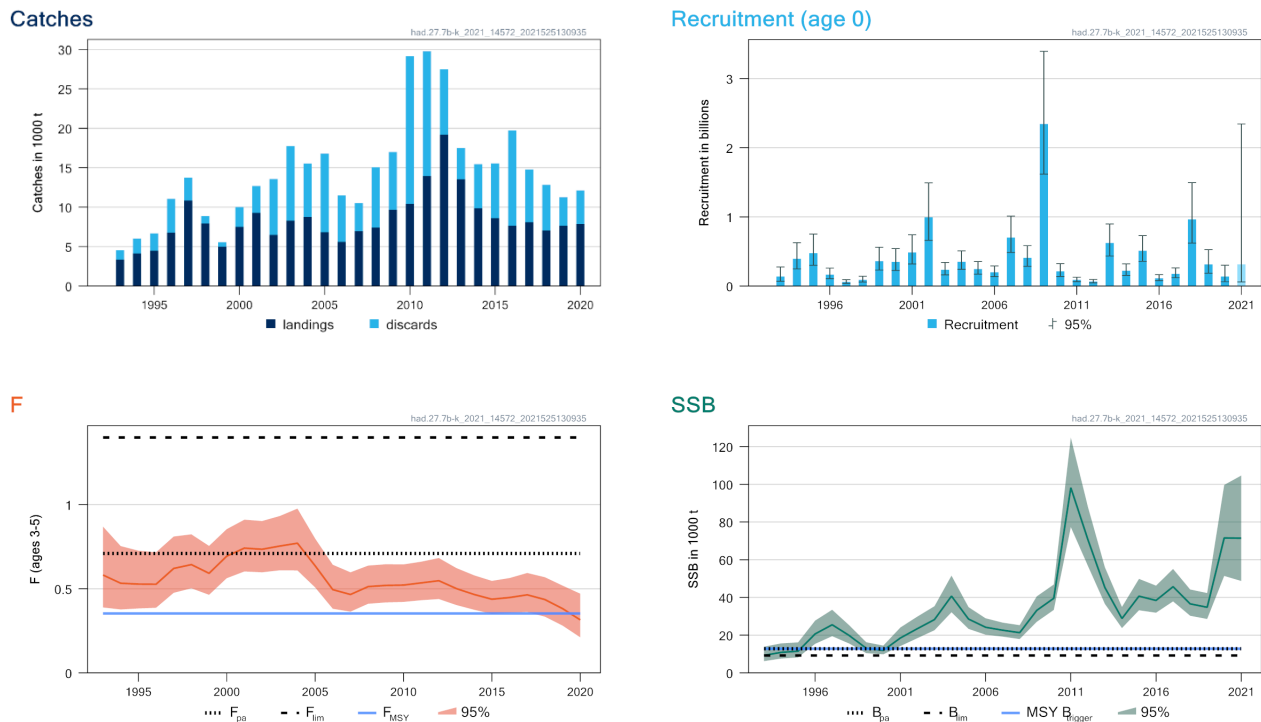 Catches
had.27.7b-k_2021_14572_2021525130935
Catches in 1000 t
30
25
20
15
10
5
0
1995 2000 2005 2010 2015 2020
landings discards
Recruitment (age 0)
had.27.7b-k_2021_14572_2021525130935
Recruitment in billions
3
2
1
0
1996 2001 2006 2011 2016 2021
Recruitment 95%
F
had.27.7b-k_2021_14572_2021525130935
F (ages 3-5)
1
0.5
0
1995 2000 2005 2010 2015 2020
Fpa Flim FMSY 95%
SSB
had.27.7b-k_2021_14572_2021525130935
SSB in 1000 t
120
100
80
60
40
20
0
1996 2001 2006 2011 2016 2021
Bpa Blim MSY Btrigger 95%